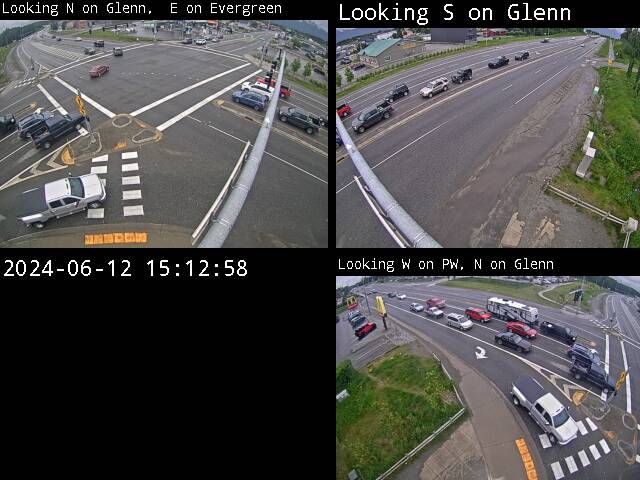 Looking N on Glenn,  E on Evergreen
Looking S on Glenn
2024-06-12 15:12:58
Looking W on PW, N on Glenn